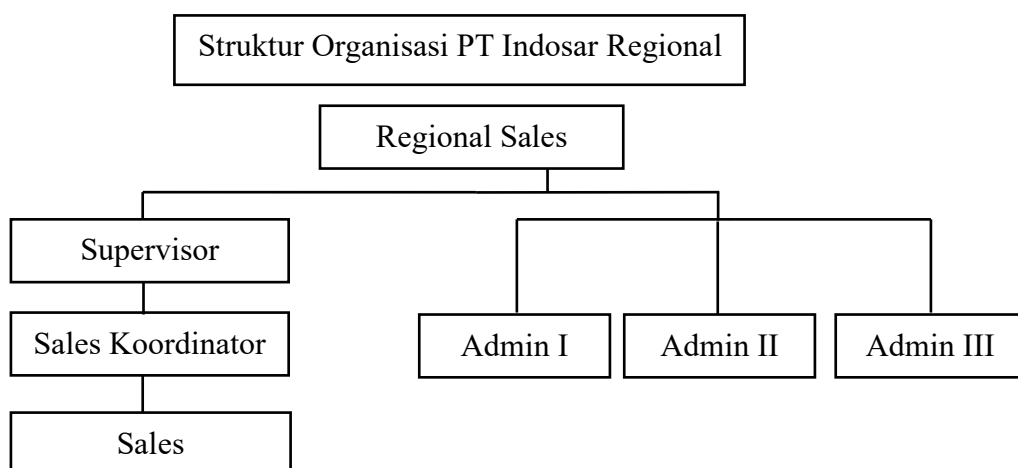 Struktur Organisasi PT Indosar Regional
Regional Sales
Supervisor
Sales Koordinator
Admin I
Admin II
Admin III
Sales